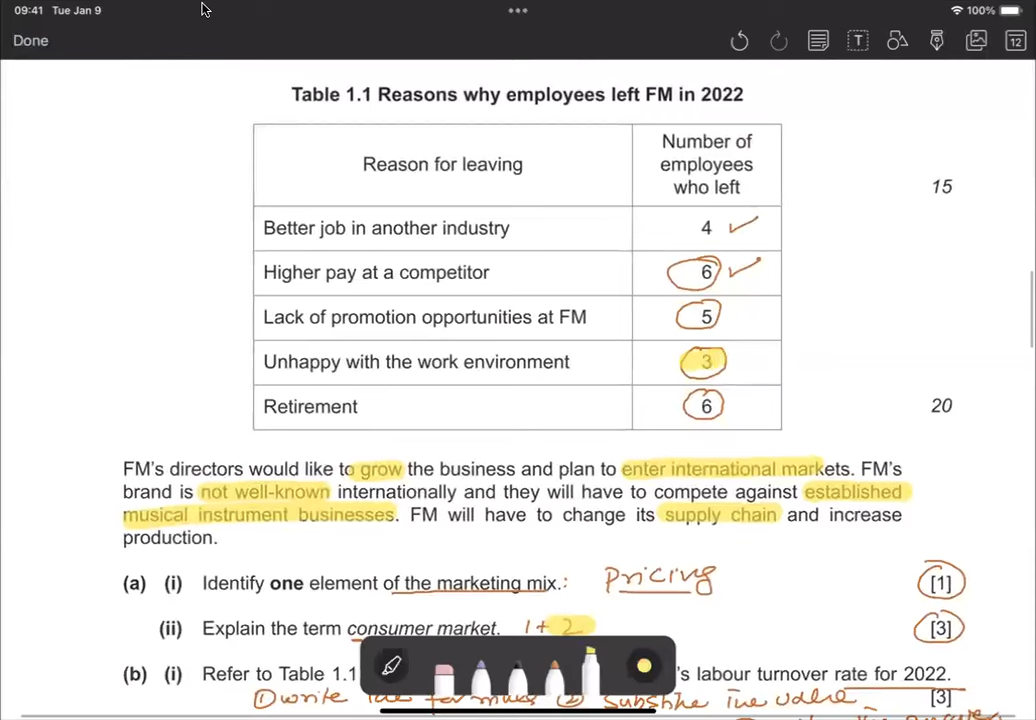 09:41 Tue Jan 9
100%
Done
12
Table 1.1 Reasons why employees left FM in 2022
Reason for leaving
Number of
employees
who left
15
Better job in another industry 4
Higher pay at a competitor 6
Lack of promotion opportunities at FM 5
Unhappy with the work environment 3
Retirement 6
20
FM's directors would like to grow the business and plan to enter international markets. FM's
brand is not well-known internationally and they will have to compete against established
musical instrument businesses. FM will have to change its supply chain and increase
production.
(a) (i) Identify one element of the marketing mix.: Pricing [1]
(ii) Explain the term consumer market. 1 + 2 [3]
(b) (i) Refer to Table 1.1 's labour turnover rate for 2022.
① write the formulae ② substitute the value [3]